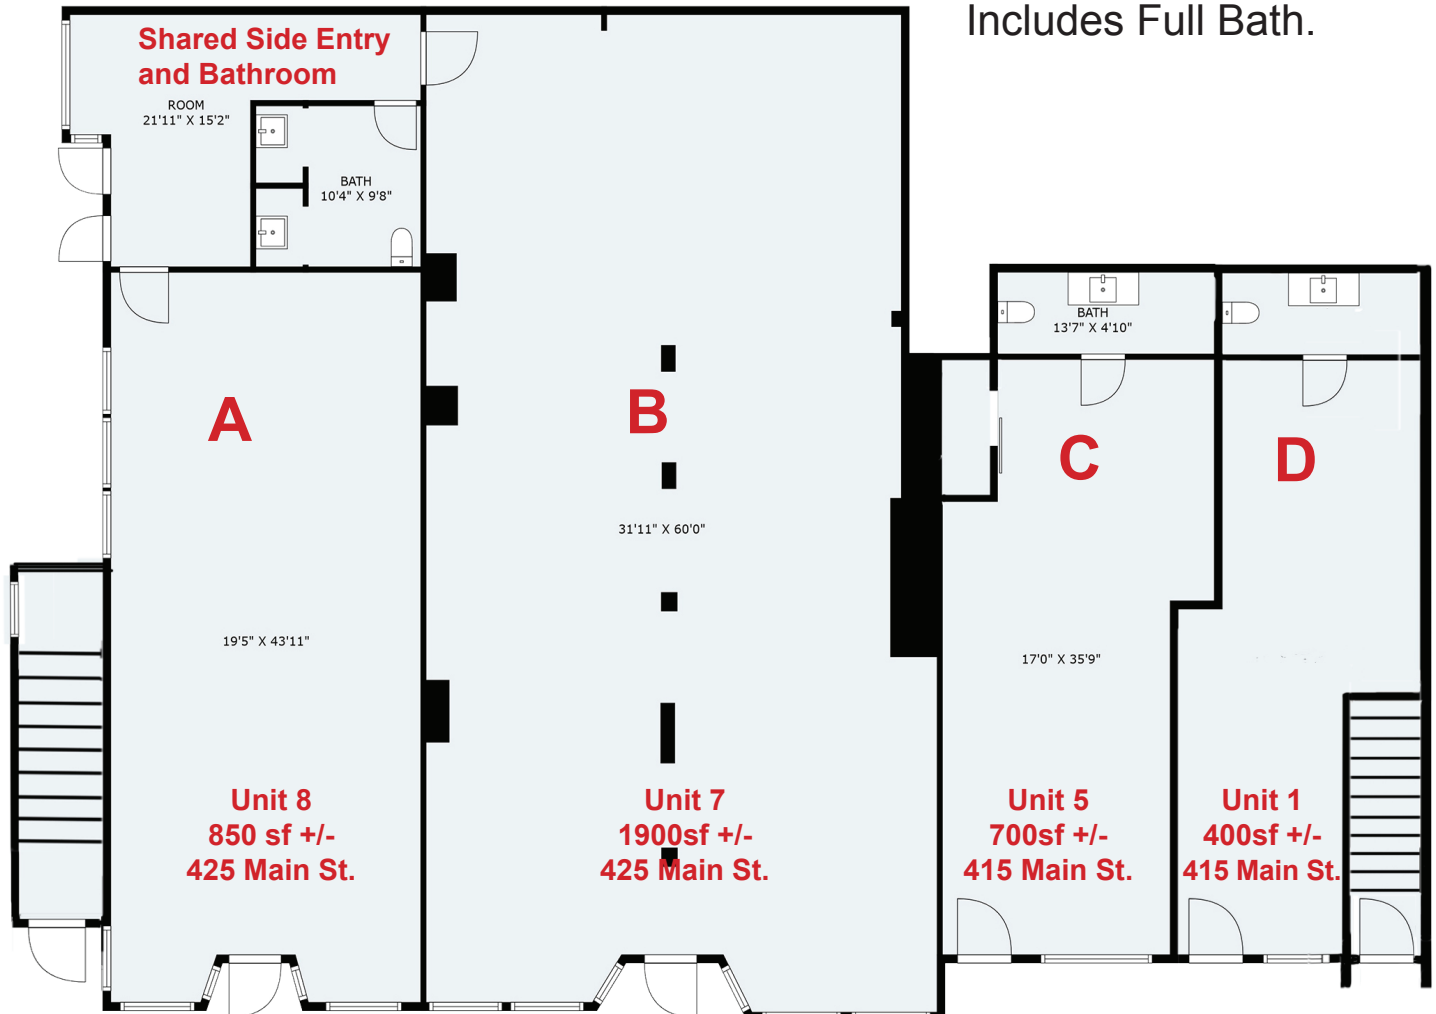 Includes Full Bath.
Shared Side Entry
and Bathroom
ROOM
21'11" X 15'2"
BATH
10'4" X 9'8"
BATH
13'7" X 4'10"
A
B
C
D
31'11" X 60'0"
19'5" X 43'11"
17'0" X 35'9"
Unit 8
850 sf +/-
425 Main St.
Unit 7
1900sf +/-
425 Main St.
Unit 5
700sf +/-
415 Main St.
Unit 1
400sf +/-
415 Main St.